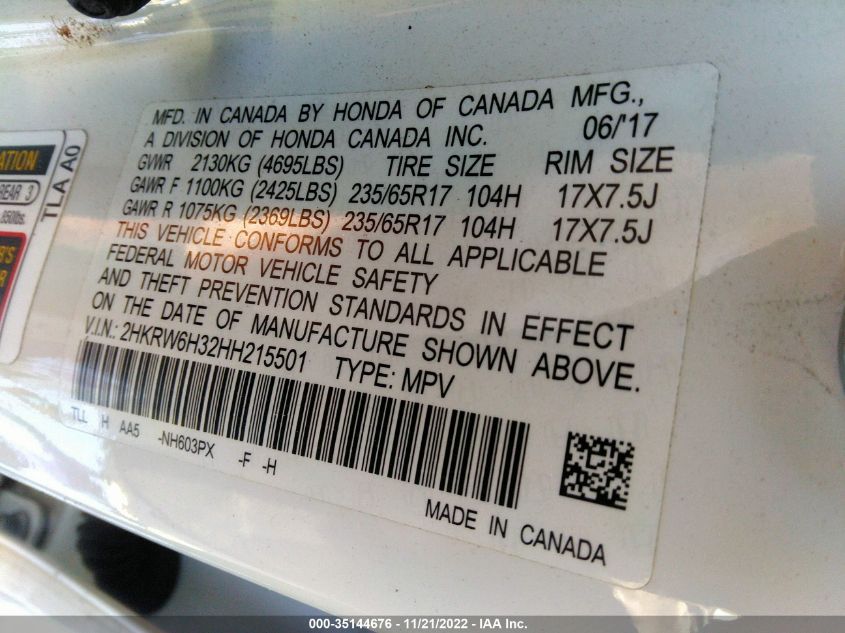 MFD. IN CANADA BY HONDA OF CANADA MFG.,
A DIVISION OF HONDA CANADA INC. 06/'17
GVWR 2130KG (4695LBS) TIRE SIZE RIM SIZE
GAWR F 1100KG (2425LBS) 235/65R17 104H 17X7.5J
GAWR R 1075KG (2369LBS) 235/65R17 104H 17X7.5J
THIS VEHICLE CONFORMS TO ALL APPLICABLE
FEDERAL MOTOR VEHICLE SAFETY
AND THEFT PREVENTION STANDARDS IN EFFECT
ON THE DATE OF MANUFACTURE SHOWN ABOVE.
V.I.N.: 2HKRW6H32HH215501 TYPE: MPV
TLL H AA5 -NH603PX -F -H
MADE IN CANADA
TLA A0
000-35144676 - 11/21/2022 - IAA Inc.